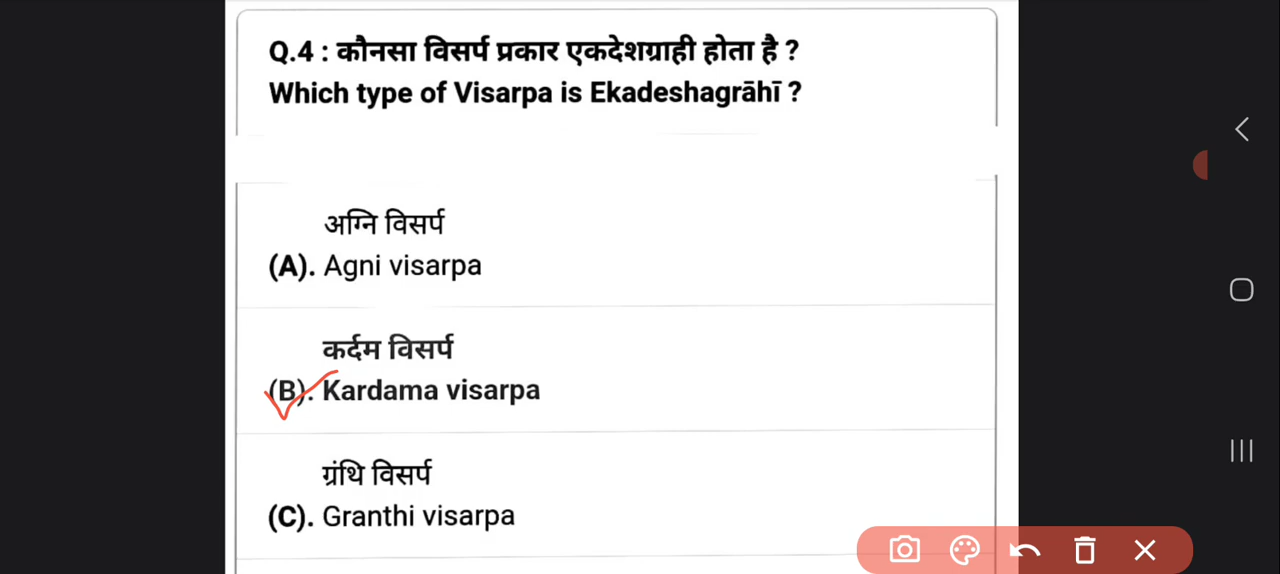 Q.4 : कौनसा विसर्प प्रकार एकदेशग्राही होता है ?
Which type of Visarpa is Ekadeshagrāhī ?
अग्नि विसर्प
(A). Agni visarpa
कर्दम विसर्प
(B). Kardama visarpa
ग्रंथि विसर्प
(C). Granthi visarpa